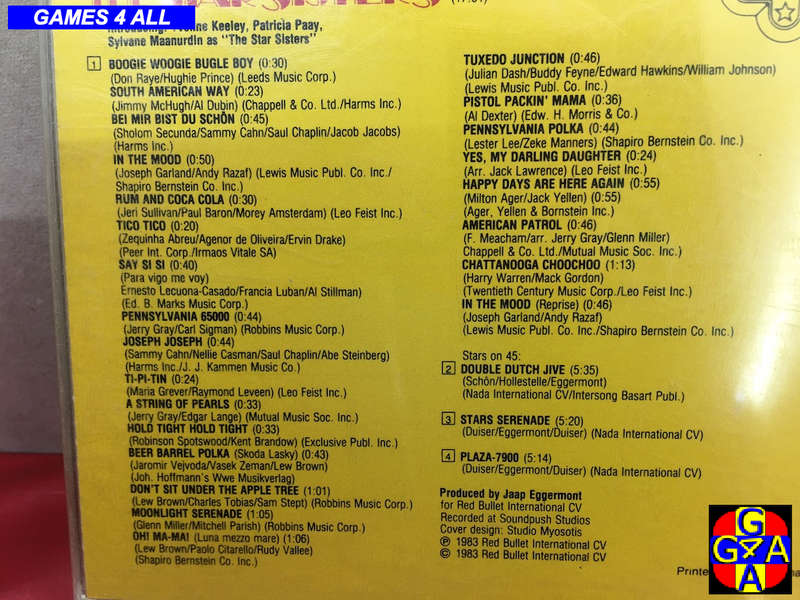 GAMES 4 ALL
(17:01)
Introducing: Yvonne Keeley, Patricia Paay,
Sylvane Maanurdin as "The Star Sisters"
1 BOOGIE WOOGIE BUGLE BOY (0:30)
(Don Raye/Hughie Prince) (Leeds Music Corp.)
SOUTH AMERICAN WAY (0:23)
(Jimmy McHugh/Al Dubin) (Chappell & Co. Ltd./Harms Inc.)
BEI MIR BIST DU SCHÖN (0:45)
(Sholom Secunda/Sammy Cahn/Saul Chaplin/Jacob Jacobs)
(Harms Inc.)
IN THE MOOD (0:50)
(Joseph Garland/Andy Razaf) (Lewis Music Publ. Co. Inc./
Shapiro Bernstein Co. Inc.)
RUM AND COCA COLA (0:30)
(Jeri Sullivan/Paul Baron/Morey Amsterdam) (Leo Feist Inc.)
TICO TICO (0:20)
(Zequinha Abreu/Agenor de Oliveira/Ervin Drake)
(Peer Int. Corp./Irmaos Vitale SA)
SAY SI SI (0:40)
(Para vigo me voy)
Ernesto Lecuona-Casado/Francia Luban/Al Stillman)
(Ed. B. Marks Music Corp.)
PENNSYLVANIA 65000 (0:44)
(Jerry Gray/Carl Sigman) (Robbins Music Corp.)
JOSEPH JOSEPH (0:44)
(Sammy Cahn/Nellie Casman/Saul Chaplin/Abe Steinberg)
(Harms Inc./J. J. Kammen Music Co.)
TI-PI-TIN (0:24)
(Maria Grever/Raymond Leveen) (Leo Feist Inc.)
A STRING OF PEARLS (0:33)
(Jerry Gray/Edgar Lange) (Mutual Music Soc. Inc.)
HOLD TIGHT HOLD TIGHT (0:33)
(Robinson Spotswood/Kent Brandow) (Exclusive Publ. Inc.)
BEER BARREL POLKA (Skoda Lasky) (0:43)
(Jaromir Vejvoda/Vasek Zeman/Lew Brown)
(Joh. Hoffmann's Wwe Musikverlag)
DON'T SIT UNDER THE APPLE TREE (1:01)
(Lew Brown/Charles Tobias/Sam Stept) (Robbins Music Corp.)
MOONLIGHT SERENADE (1:05)
(Glenn Miller/Mitchell Parish) (Robbins Music Corp.)
OH! MA-MA! (Luna mezzo mare) (1:06)
(Lew Brown/Paolo Citarello/Rudy Vallee)
(Shapiro Bernstein Co. Inc.)
TUXEDO JUNCTION (0:46)
(Julian Dash/Buddy Feyne/Edward Hawkins/William Johnson)
(Lewis Music Publ. Co. Inc.)
PISTOL PACKIN' MAMA (0:36)
(Al Dexter) (Edw. H. Morris & Co.)
PENNSYLVANIA POLKA (0:44)
(Lester Lee/Zeke Manners) (Shapiro Bernstein Co. Inc.)
YES, MY DARLING DAUGHTER (0:24)
(Arr. Jack Lawrence) (Leo Feist Inc.)
HAPPY DAYS ARE HERE AGAIN (0:55)
(Milton Ager/Jack Yellen) (0:55)
(Ager, Yellen & Bornstein Inc.)
AMERICAN PATROL (0:46)
(F. Meacham/arr. Jerry Gray/Glenn Miller)
Chappell & Co. Ltd./Mutual Music Soc. Inc.)
CHATTANOOGA CHOOCHOO (1:13)
(Harry Warren/Mack Gordon)
(Twentieth Century Music Corp./Leo Feist Inc.)
IN THE MOOD (Reprise) (0:46)
(Joseph Garland/Andy Razaf)
(Lewis Music Publ. Co. Inc./Shapiro Bernstein Co. Inc.)
Stars on 45:
2 DOUBLE DUTCH JIVE (5:35)
(Schön/Hollestelle/Eggermont)
(Nada International CV/Intersong Basart Publ.)
3 STARS SERENADE (5:20)
(Duiser/Eggermont/Duiser) (Nada International CV)
4 PLAZA-7900 (5:14)
(Duiser/Eggermont/Duiser) (Nada International CV)
Produced by Jaap Eggermont
for Red Bullet International CV
Recorded at Soundpush Studios
Cover design: Studio Myosotis
℗ 1983 Red Bullet International CV
© 1983 Red Bullet International CV
Printe
G
G4A
A